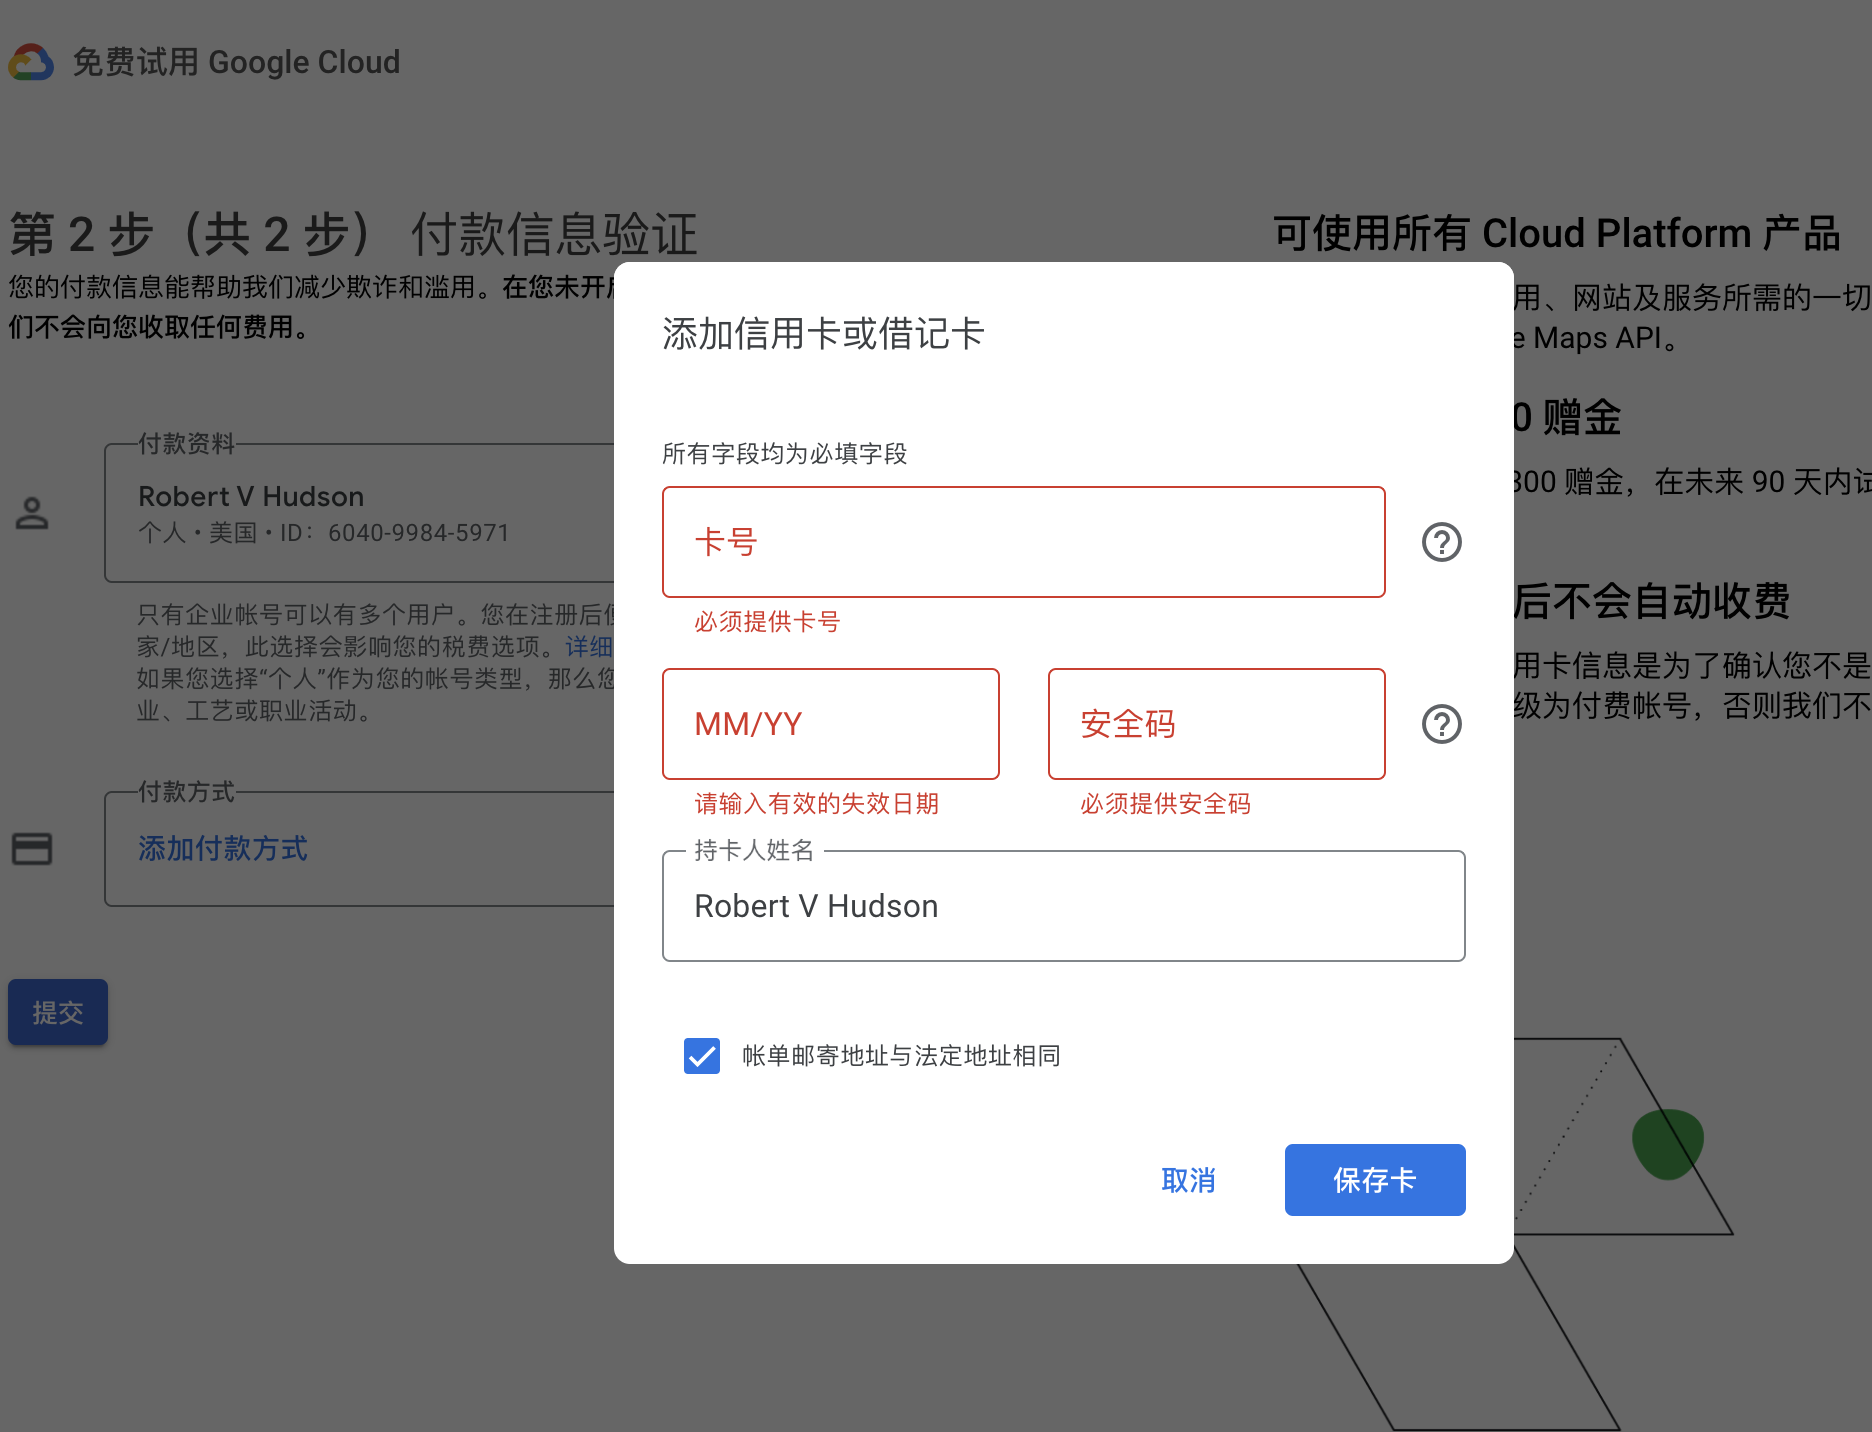 免费试用 Google Cloud
第 2 步（共 2 步） 付款信息验证
您的付款信息能帮助我们减少欺诈和滥用。在您未开
们不会向您收取任何费用。
付款资料
Robert V Hudson
个人 • 美国 • ID：6040-9984-5971
只有企业帐号可以有多个用户。您在注册后
家/地区，此选择会影响您的税费选项。详细
如果您选择“个人”作为您的帐号类型，那么您
业、工艺或职业活动。
付款方式
添加付款方式
提交
添加信用卡或借记卡
所有字段均为必填字段
卡号
必须提供卡号
MM/YY 安全码
请输入有效的失效日期 必须提供安全码
持卡人姓名
Robert V Hudson
帐单邮寄地址与法定地址相同
取消 保存卡
可使用所有 Cloud Platform 产品
用、网站及服务所需的一切
e Maps API。
0 赠金
300 赠金，在未来 90 天内试
后不会自动收费
用卡信息是为了确认您不是
级为付费帐号，否则我们不